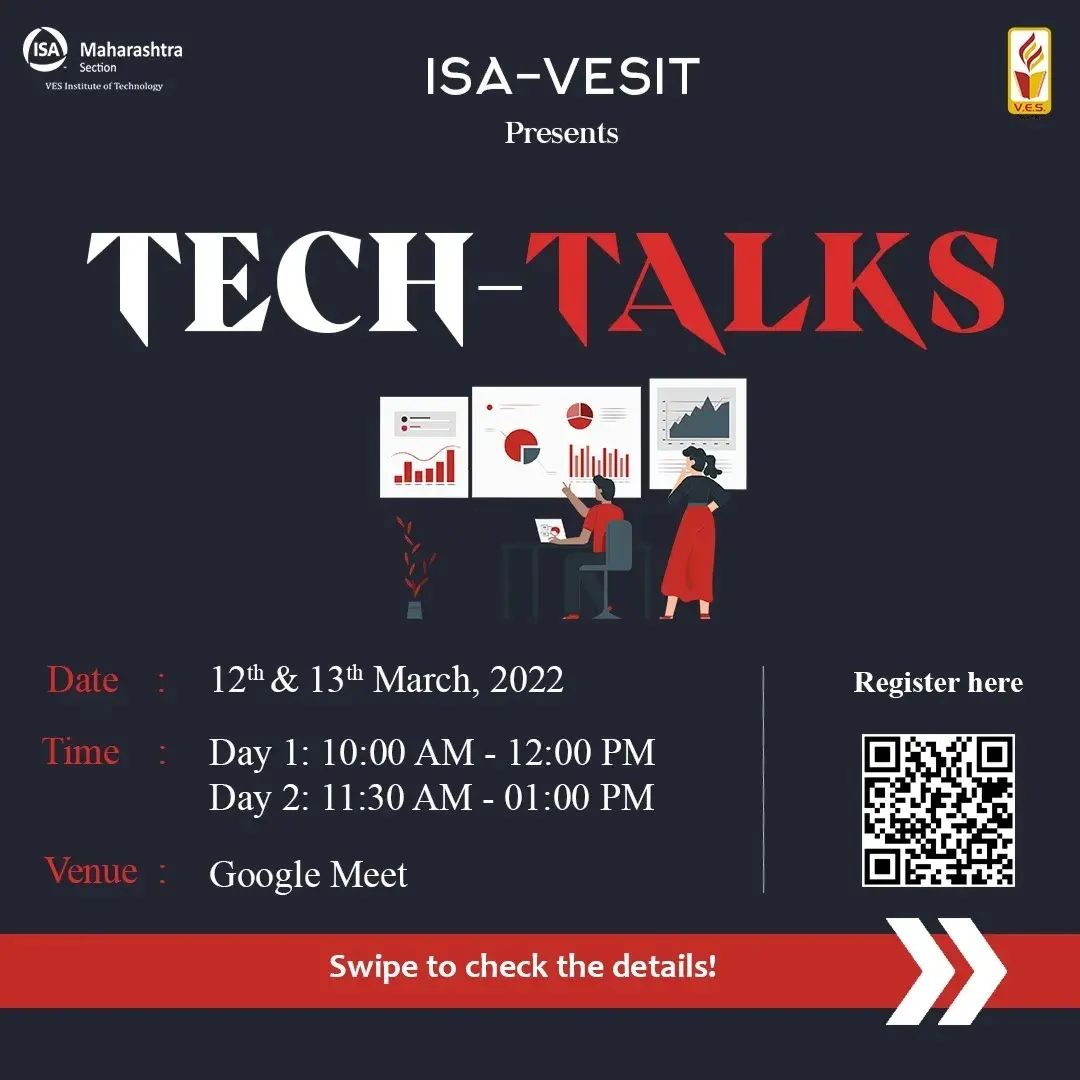 ISA Maharashtra
Section
VES Institute of Technology
ISA-VESIT
Presents
V.E.S.
TECH-TALKS
Date : 12th & 13th March, 2022
Time : Day 1: 10:00 AM - 12:00 PM
Day 2: 11:30 AM - 01:00 PM
Venue : Google Meet
Register here
Swipe to check the details!